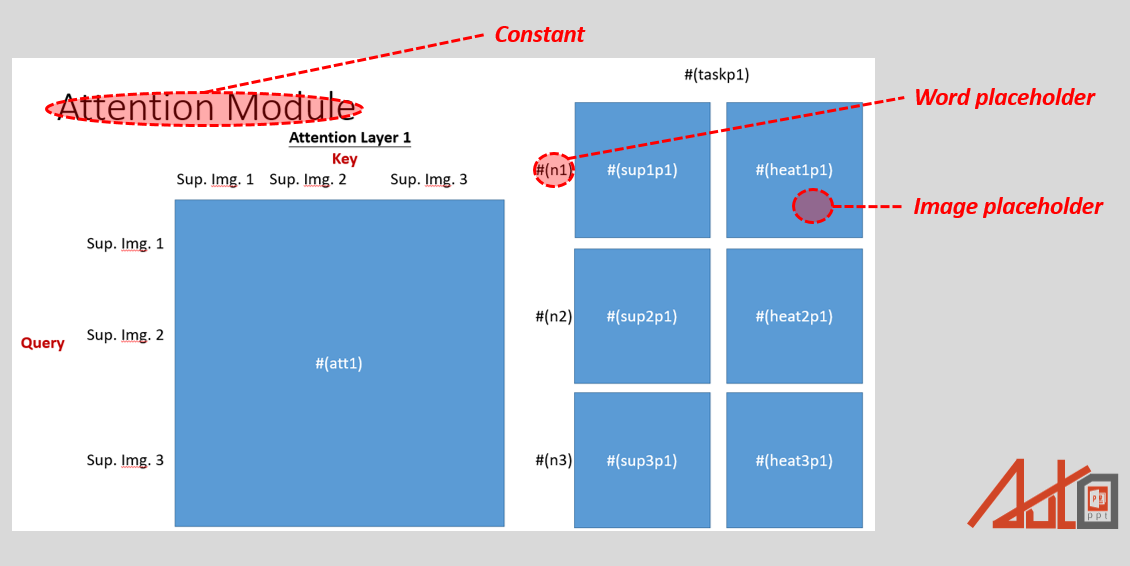 Constant
#(taskp1)
Attention Module
Word placeholder
Attention Layer 1
Key
Sup. Img. 1 Sup. Img. 2 Sup. Img. 3
#(n1) #(sup1p1) #(heat1p1)
Image placeholder
Sup. Img. 1
#(n2) #(sup2p1) #(heat2p1)
Sup. Img. 2
Query
#(att1)
Sup. Img. 3
#(n3) #(sup3p1) #(heat3p1)
Aut
ppt